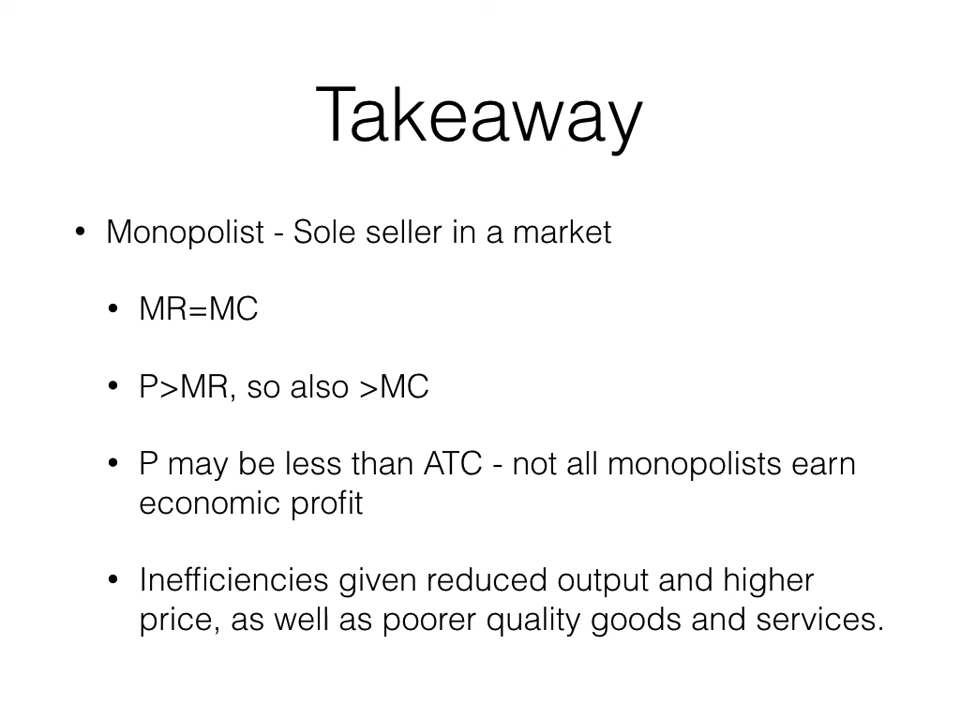 Takeaway
• Monopolist - Sole seller in a market
• MR=MC
• P>MR, so also >MC
• P may be less than ATC - not all monopolists earn
economic profit
• Inefficiencies given reduced output and higher
price, as well as poorer quality goods and services.